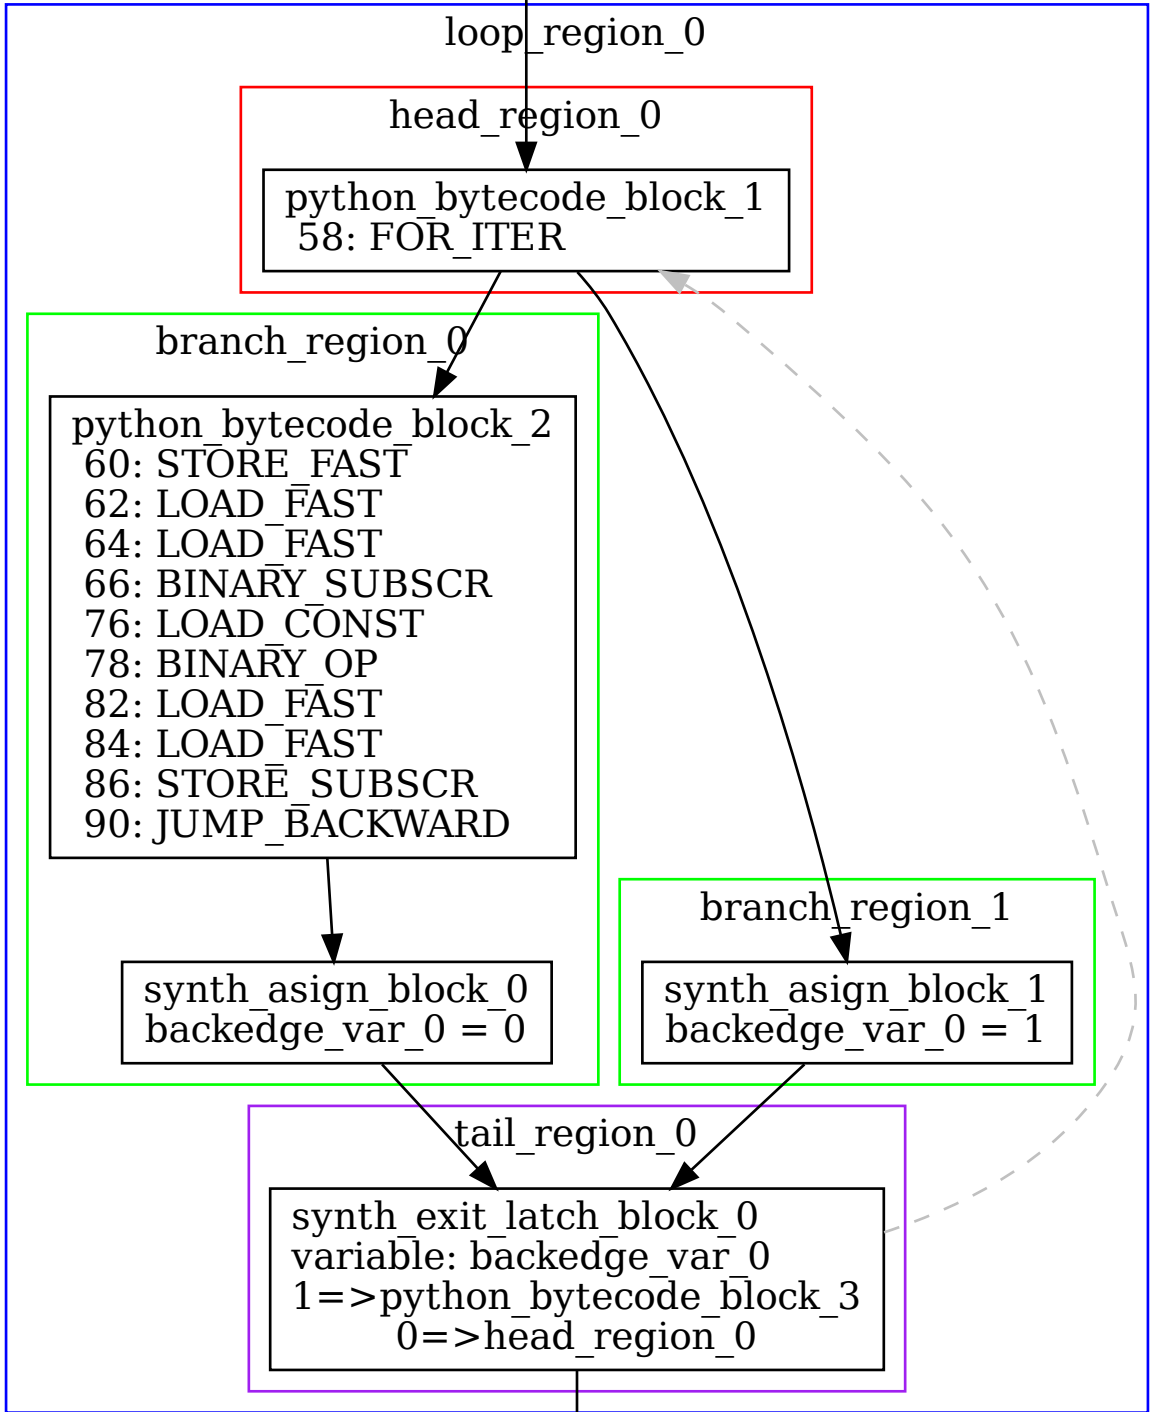 loop_region_0
head_region_0
python_bytecode_block_1
58: FOR_ITER
branch_region_0
python_bytecode_block_2
60: STORE_FAST
62: LOAD_FAST
64: LOAD_FAST
66: BINARY_SUBSCR
76: LOAD_CONST
78: BINARY_OP
82: LOAD_FAST
84: LOAD_FAST
86: STORE_SUBSCR
90: JUMP_BACKWARD
synth_asign_block_0
backedge_var_0 = 0
branch_region_1
synth_asign_block_1
backedge_var_0 = 1
tail_region_0
synth_exit_latch_block_0
variable: backedge_var_0
1=>python_bytecode_block_3
0=>head_region_0